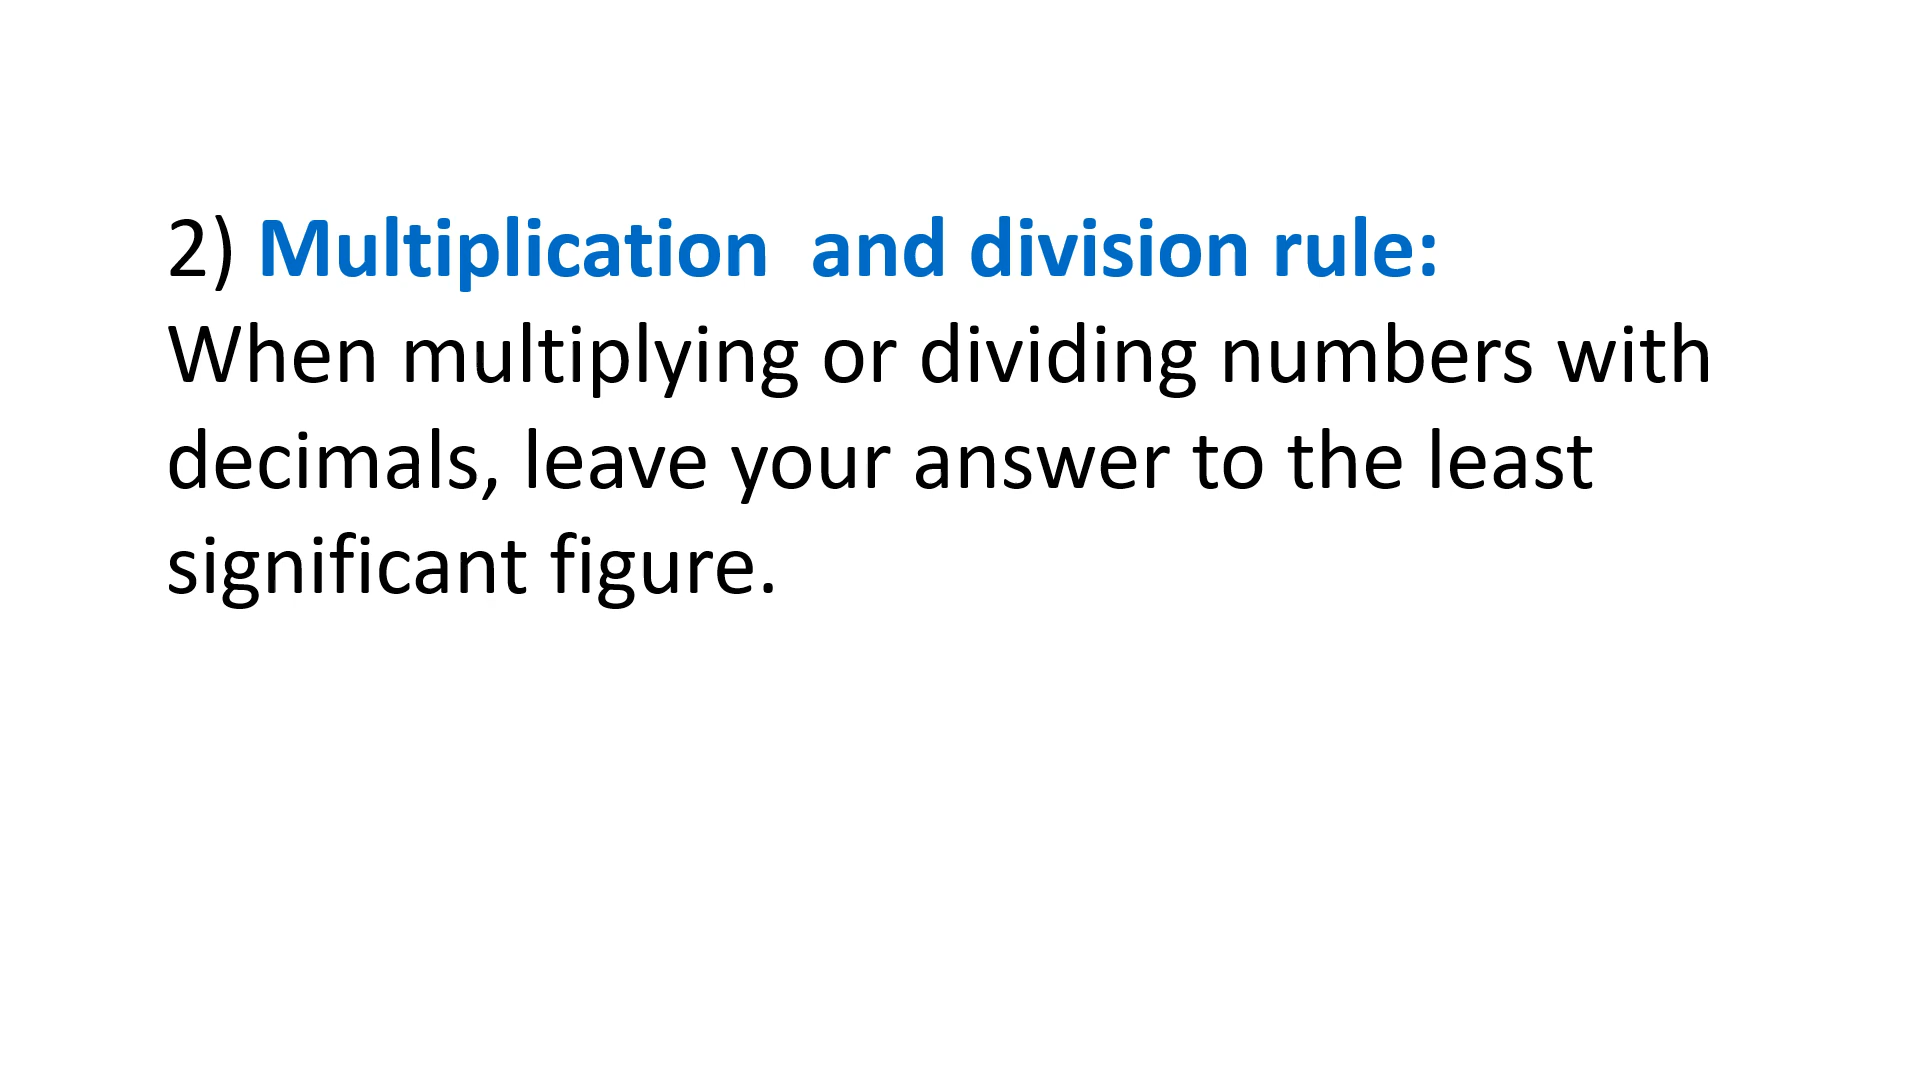 2) Multiplication  and division rule:
When multiplying or dividing numbers with
decimals, leave your answer to the least
significant figure.